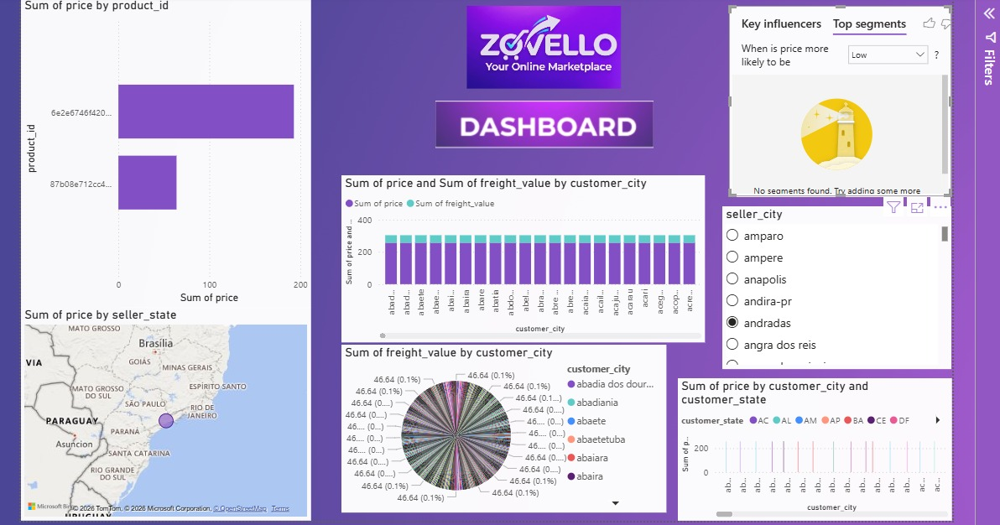 Sum of price by product_id
product_id
6e2e6746f420...
87b08e712cc4...
0
100
200
Sum of price
Sum of price by seller_state
MATO GROSSO
Brasília
GOIÁS
VIA
MINAS GERAIS
MATO GROSSO
DO SUL
ESPÍRITO SANTO
SÃO PAULO
RIO DE
JANEIRO
PARAGUAY
PARANÁ
Asuncion
SANTA CATARINA
RIO GRANDE
DO SUL
URUGUAY
Microsoft Bing
© 2026 TomTom, © 2026 Microsoft Corporation, © OpenStreetMap Terms
ZOVELLO
Your Online Marketplace
DASHBOARD
Sum of price and Sum of freight_value by customer_city
Sum of price
Sum of freight_value
Sum of price and ...
400
200
0
abad...
abad...
abaete
abae...
abai...
abaira
abare
abatia
abdo...
abel...
abra...
abre ...
abre...
acaia...
acail...
acaju...
acarau
acari
aceg...
acop...
acre...
customer_city
Sum of freight_value by customer_city
46.64 (0.1%)
46.64 (0.1%)
46.64 (0.1%)
46.64 (0.1%)
46.64 (0.1%)
46.64 (0.1...)
46.64 (0....)
46.64 (0...)
46.64 (0....)
46.... (0...)
46.... (0...)
46.... (0...)
46.... (0...)
46.... (0...)
46.... (0...)
46.64 (0....)
46.64 (0....)
46.64 (0...)
46.64 (0.1%)
46.64 (0.1%)
46.64 (0.1%)
46.64 (0.1%)
46.64 (0.1%)
customer_city
abadia dos dour...
abadiania
abaete
abaetetuba
abaiara
abaira
Key influencers
Top segments
When is price more
likely to be
Low
?
No segments found. Try adding some more
seller_city
amparo
ampere
anapolis
andira-pr
andradas
angra dos reis
Sum of price by customer_city and
customer_state
customer_state
AC
AL
AM
AP
BA
CE
DF
Sum of p...
200
0
ab...
ab...
ab...
ab...
ab...
ab...
ab...
ab...
ab...
ab...
ab...
ab...
ab...
ac...
ac...
customer_city
Filters